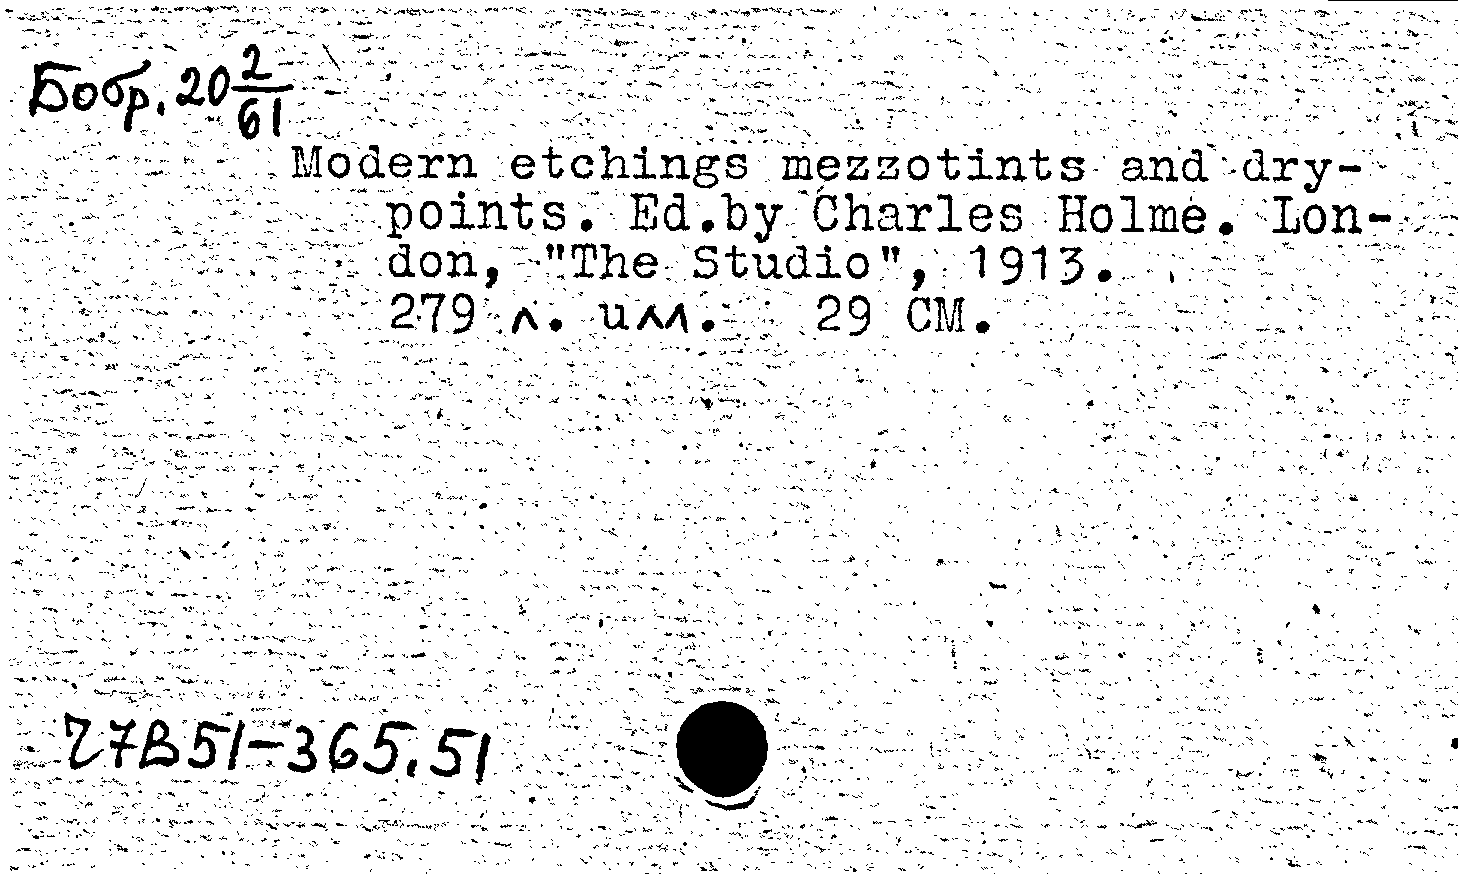 Бобр. 20 2/61
Modern etchings mezzotints and dry-
points. Ed.by Charles Holme. Lon-
don, "The Studio", 1913.
279 л. илл. 29 СМ.
Z7B51-365.51